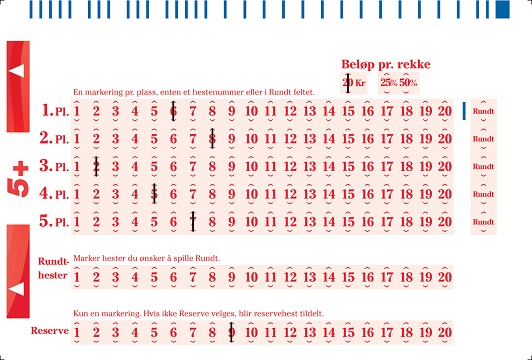 Beløp pr. rekke
20 Kr 25% 50%
En markering pr. plass, enten et hestenummer eller i Rundt feltet.
1. Pl. 1 2 3 4 5 6 7 8 9 10 11 12 13 14 15 16 17 18 19 20 Rundt
2. Pl. 1 2 3 4 5 6 7 8 9 10 11 12 13 14 15 16 17 18 19 20 Rundt
3. Pl. 1 2 3 4 5 6 7 8 9 10 11 12 13 14 15 16 17 18 19 20 Rundt
4. Pl. 1 2 3 4 5 6 7 8 9 10 11 12 13 14 15 16 17 18 19 20 Rundt
5. Pl. 1 2 3 4 5 6 7 8 9 10 11 12 13 14 15 16 17 18 19 20 Rundt
5+
Marker hester du ønsker å spille Rundt.
Rundt-
hester 1 2 3 4 5 6 7 8 9 10 11 12 13 14 15 16 17 18 19 20
Kun en markering. Hvis ikke Reserve velges, blir reservehest tildelt.
Reserve 1 2 3 4 5 6 7 8 9 10 11 12 13 14 15 16 17 18 19 20